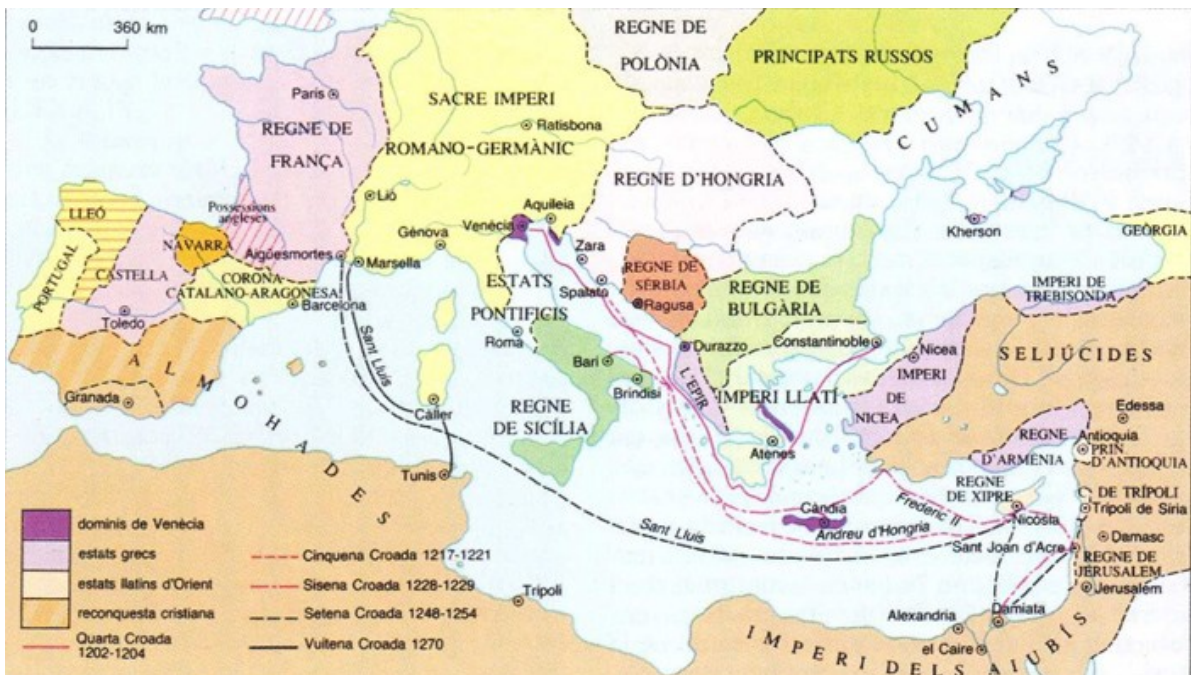 0 360 km
REGNE DE
POLÒNIA
PRINCIPATS RUSSOS
CUMANS
Paris
SACRE IMPERI
ROMANO-GERMÀNIC
Ratisbona
REGNE DE
FRANÇA
REGNE D'HONGRIA
Lió
LLEÓ
Possessions
angleses
Aquileia
Venècia
Kherson
GEÒRGIA
NAVARRA
Gènova
Zara
PORTUGAL
CASTELLA
Aigüesmortes
Marsella
ESTATS
PONTIFICIS
REGNE DE
SÈRBIA
Spalato
Ragusa
REGNE DE
BULGÀRIA
IMPERI DE
TREBISONDA
CORONA
CATALANO-ARAGONESA
Barcelona
Toledo
Roma
Constantinoble
Durazzo
Nicea
IMPERI
DE
NICEA
SELJÚCIDES
Bari
Brindisi
L'EPIR
IMPERI LLATÍ
ALMOHADES
Granada
Sant Lluís
Càller
REGNE
DE SICÍLIA
Atenes
Edessa
REGNE
D'ARMÈNIA
Antioquia
PRIN
D'ANTIOQUIA
Tunis
REGNE
DE XIPRE
C. DE TRÍPOLI
Trípoli de Síria
Càndia
Frederic II
Nicòsia
Andreu d'Hongria
Sant Lluís
Damasc
Sant Joan d'Acre
REGNE DE
JERUSALEM
Jerusalém
Trípoli
Alexandria
Damiata
el Caire
IMPERI DELS AIUBÍS
dominis de Venècia
estats grecs
estats llatins d'Orient
reconquesta cristiana
Quarta Croada
1202-1204
Cinquena Croada 1217-1221
Sisena Croada 1228-1229
Setena Croada 1248-1254
Vuitena Croada 1270